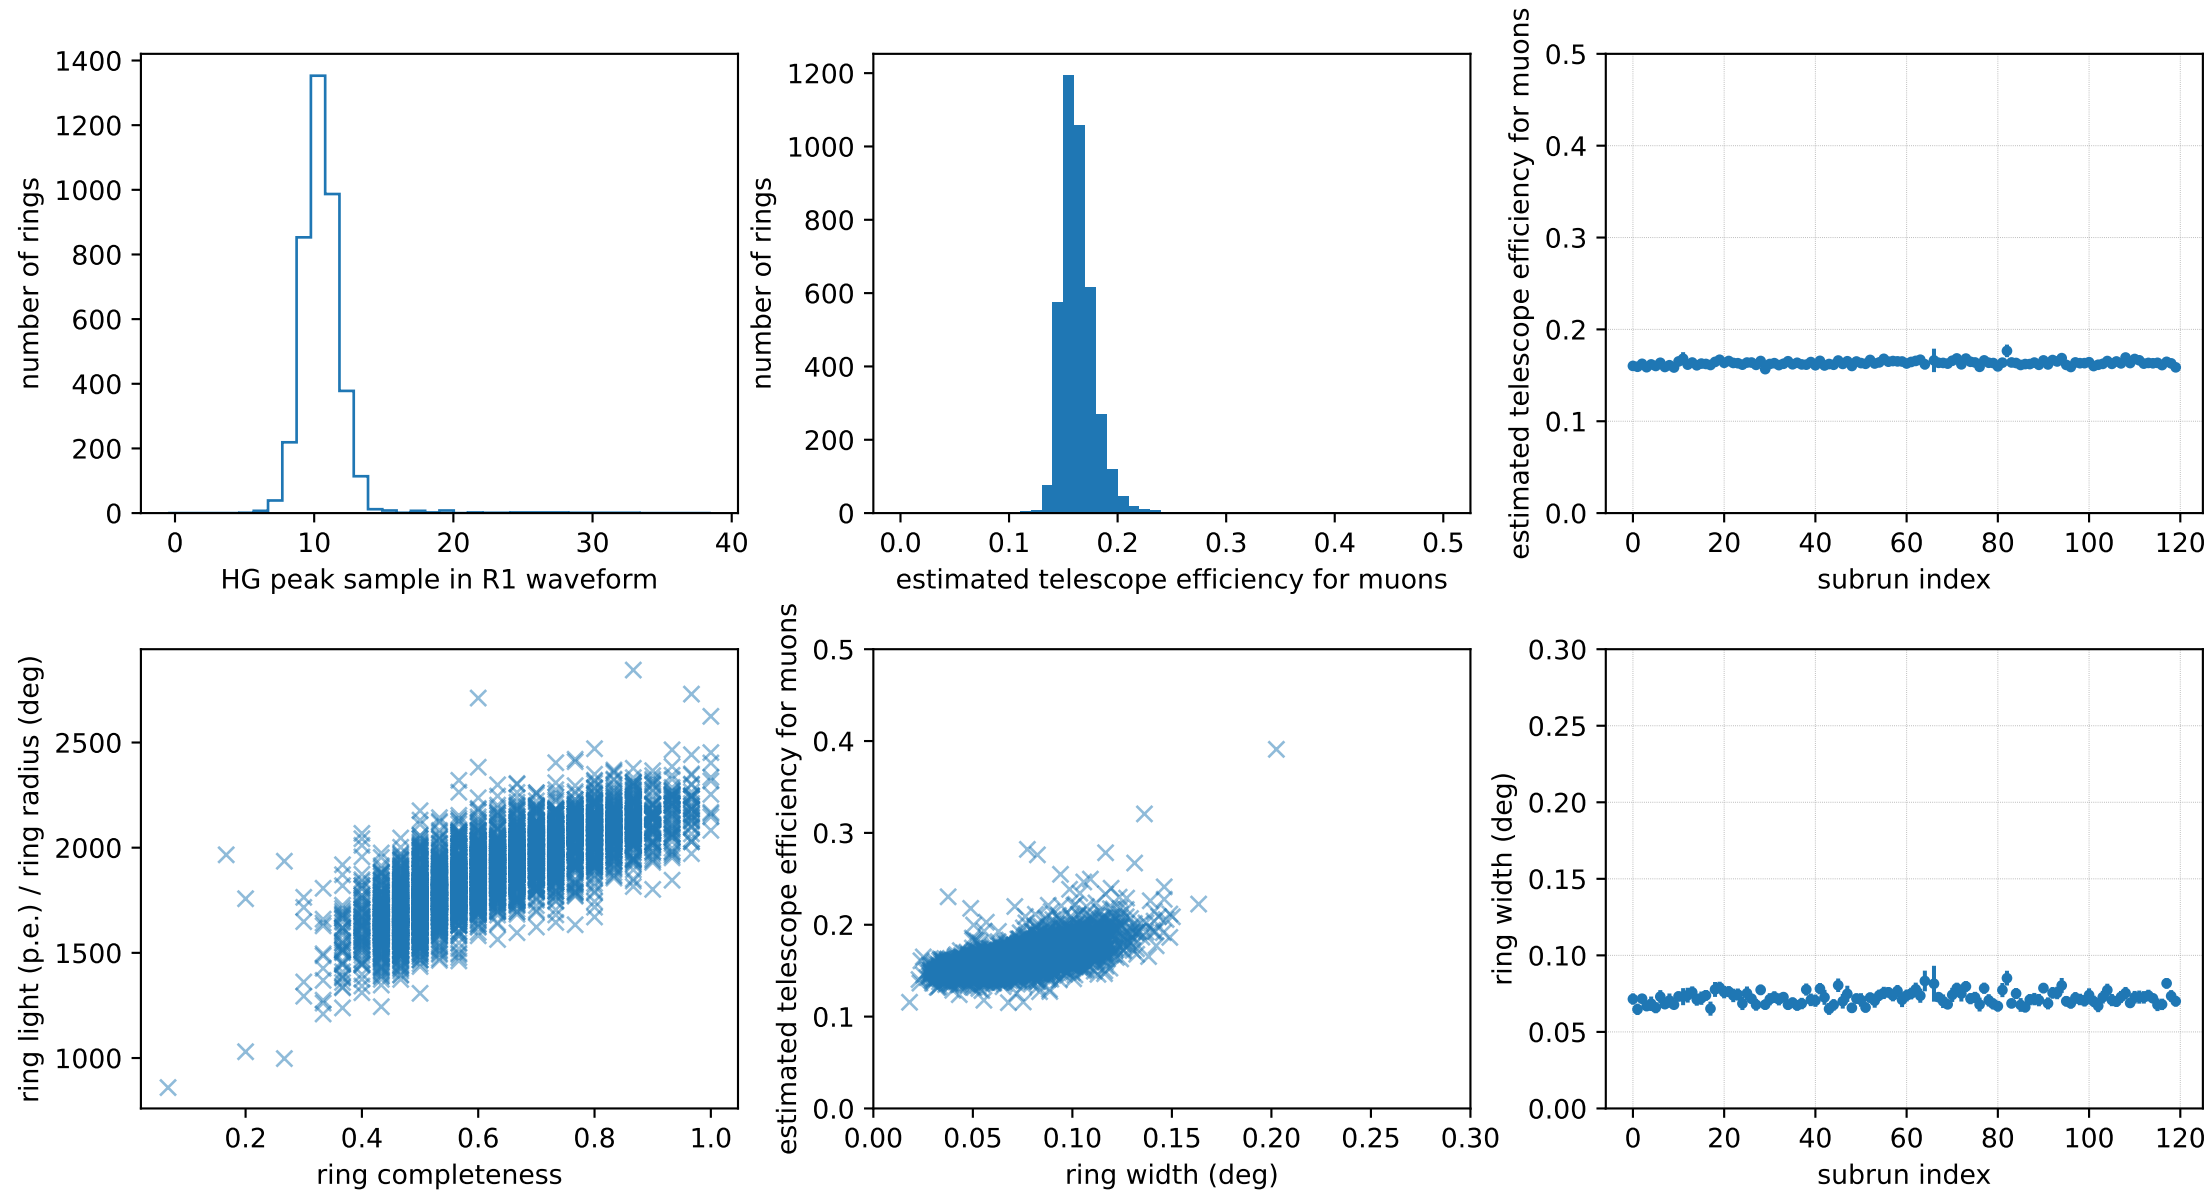 1400
1200
1000
800
600
400
200
0
number of rings
0 10 20 30 40
HG peak sample in R1 waveform
1200
1000
800
600
400
200
0
number of rings
0.0 0.1 0.2 0.3 0.4 0.5
estimated telescope efficiency for muons
0.5
0.4
0.3
0.2
0.1
0.0
estimated telescope efficiency for muons
0 20 40 60 80 100 120
subrun index
2500
2000
1500
1000
ring light (p.e.) / ring radius (deg)
0.2 0.4 0.6 0.8 1.0
ring completeness
0.5
0.4
0.3
0.2
0.1
0.0
estimated telescope efficiency for muons
0.00 0.05 0.10 0.15 0.20 0.25 0.30
ring width (deg)
0.30
0.25
0.20
0.15
0.10
0.05
0.00
ring width (deg)
0 20 40 60 80 100 120
subrun index